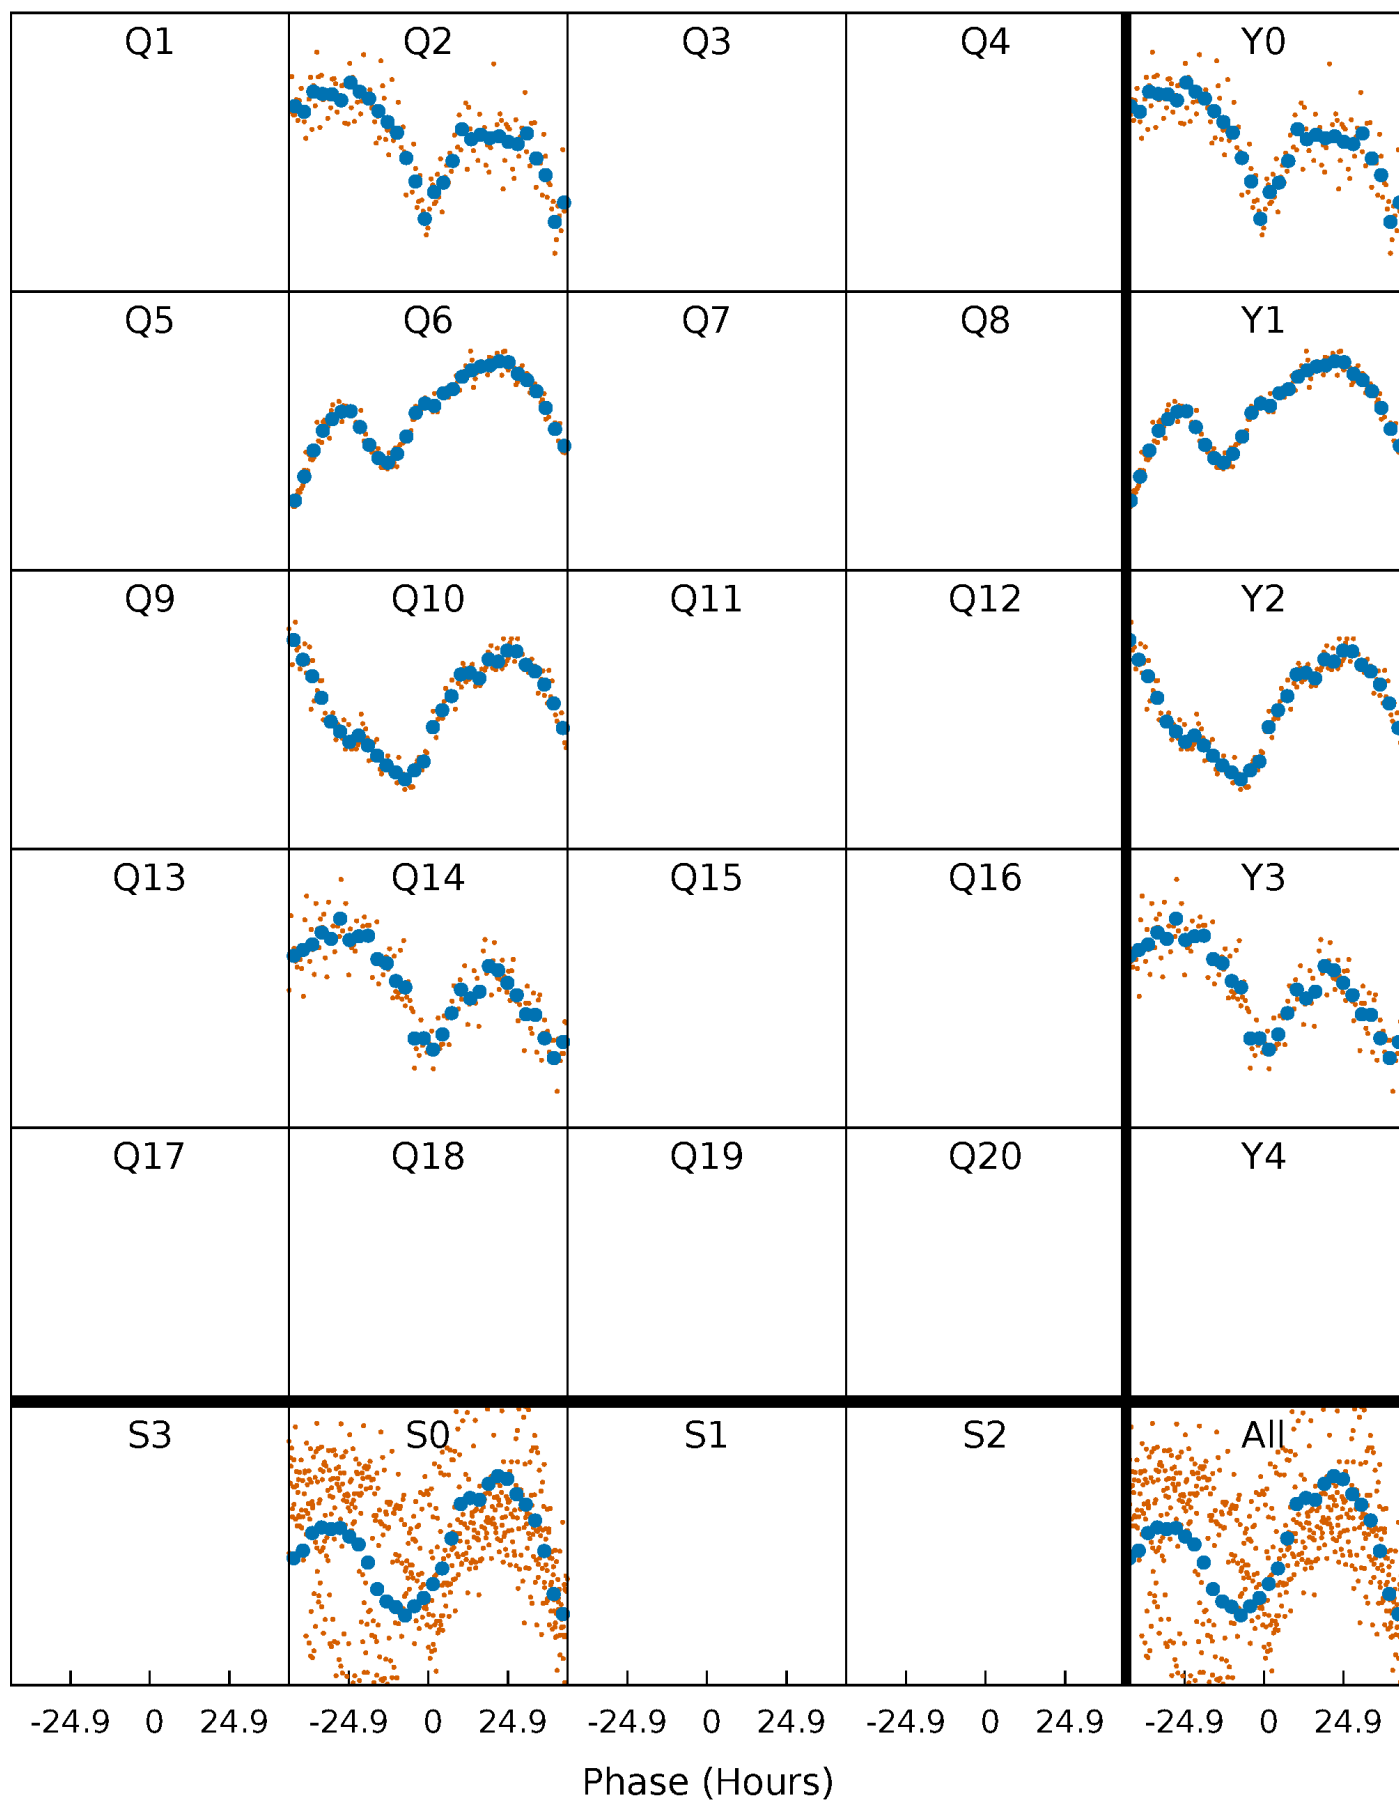 Q1 Q2 Q3 Q4 Y0
Q5 Q6 Q7 Q8 Y1
Q9 Q10 Q11 Q12 Y2
Q13 Q14 Q15 Q16 Y3
Q17 Q18 Q19 Q20 Y4
S3 S0 S1 S2 All
-24.9 0 24.9 -24.9 0 24.9 -24.9 0 24.9 -24.9 0 24.9 -24.9 0 24.9
Phase (Hours)